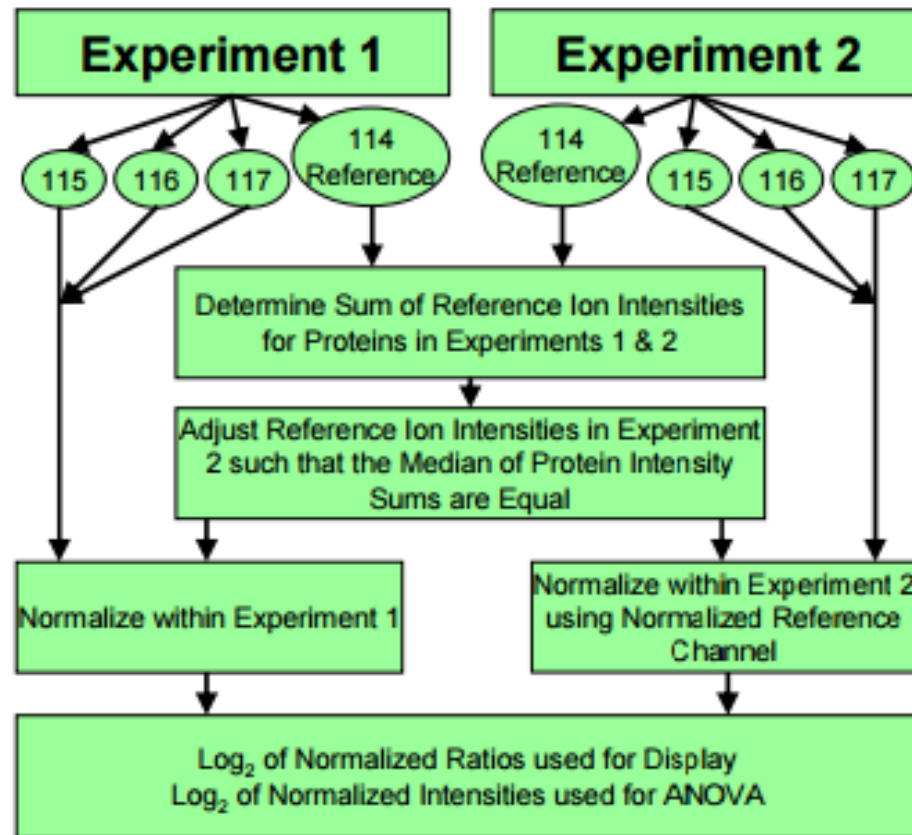 Experiment 1
Experiment 2
115
116
117
114
Reference
114
Reference
115
116
117
Determine Sum of Reference Ion Intensities
for Proteins in Experiments 1 & 2
Adjust Reference Ion Intensities in Experiment
2 such that the Median of Protein Intensity
Sums are Equal
Normalize within Experiment 1
Normalize within Experiment 2
using Normalized Reference
Channel
Log₂ of Normalized Ratios used for Display
Log₂ of Normalized Intensities used for ANOVA